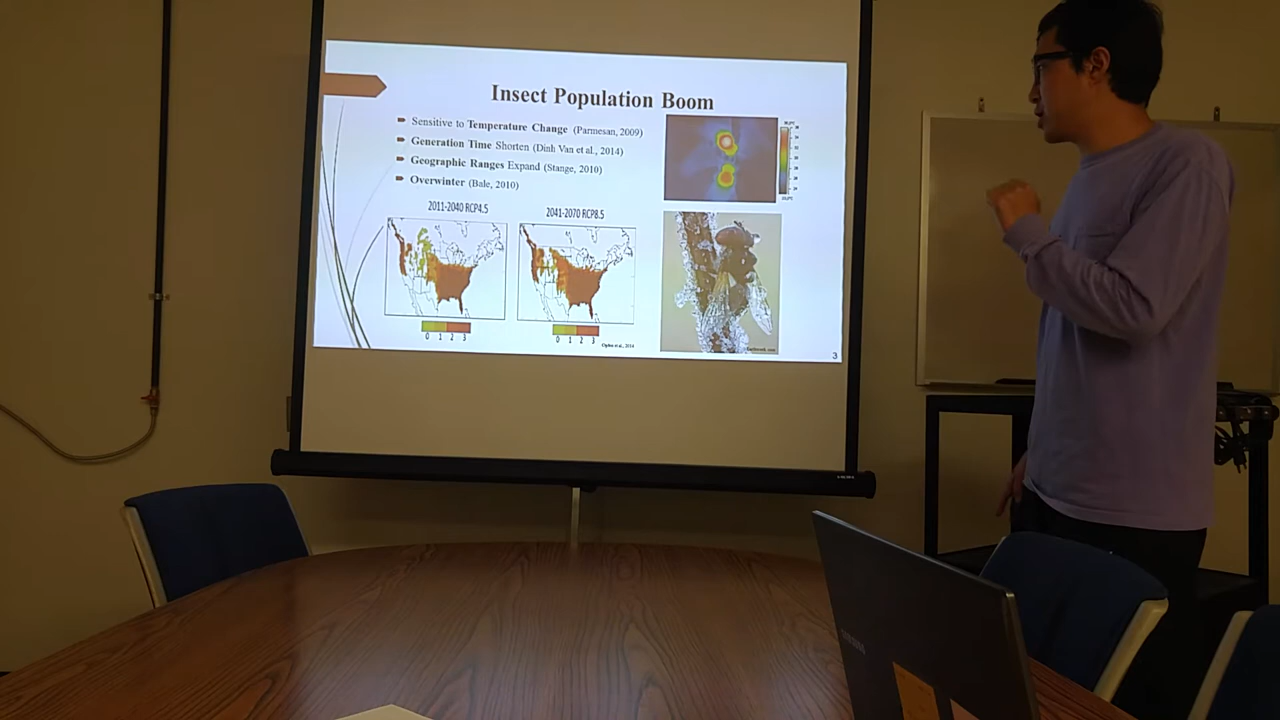 Insect Population Boom
Sensitive to Temperature Change (Parmesan, 2009)
Generation Time Shorten (Dinh Van et al., 2014)
Geographic Ranges Expand (Stange, 2010)
Overwinter (Bale, 2010)
2011-2040 RCP4.5
2041-2070 RCP8.5
0 1 2 3
0 1 2 3
3